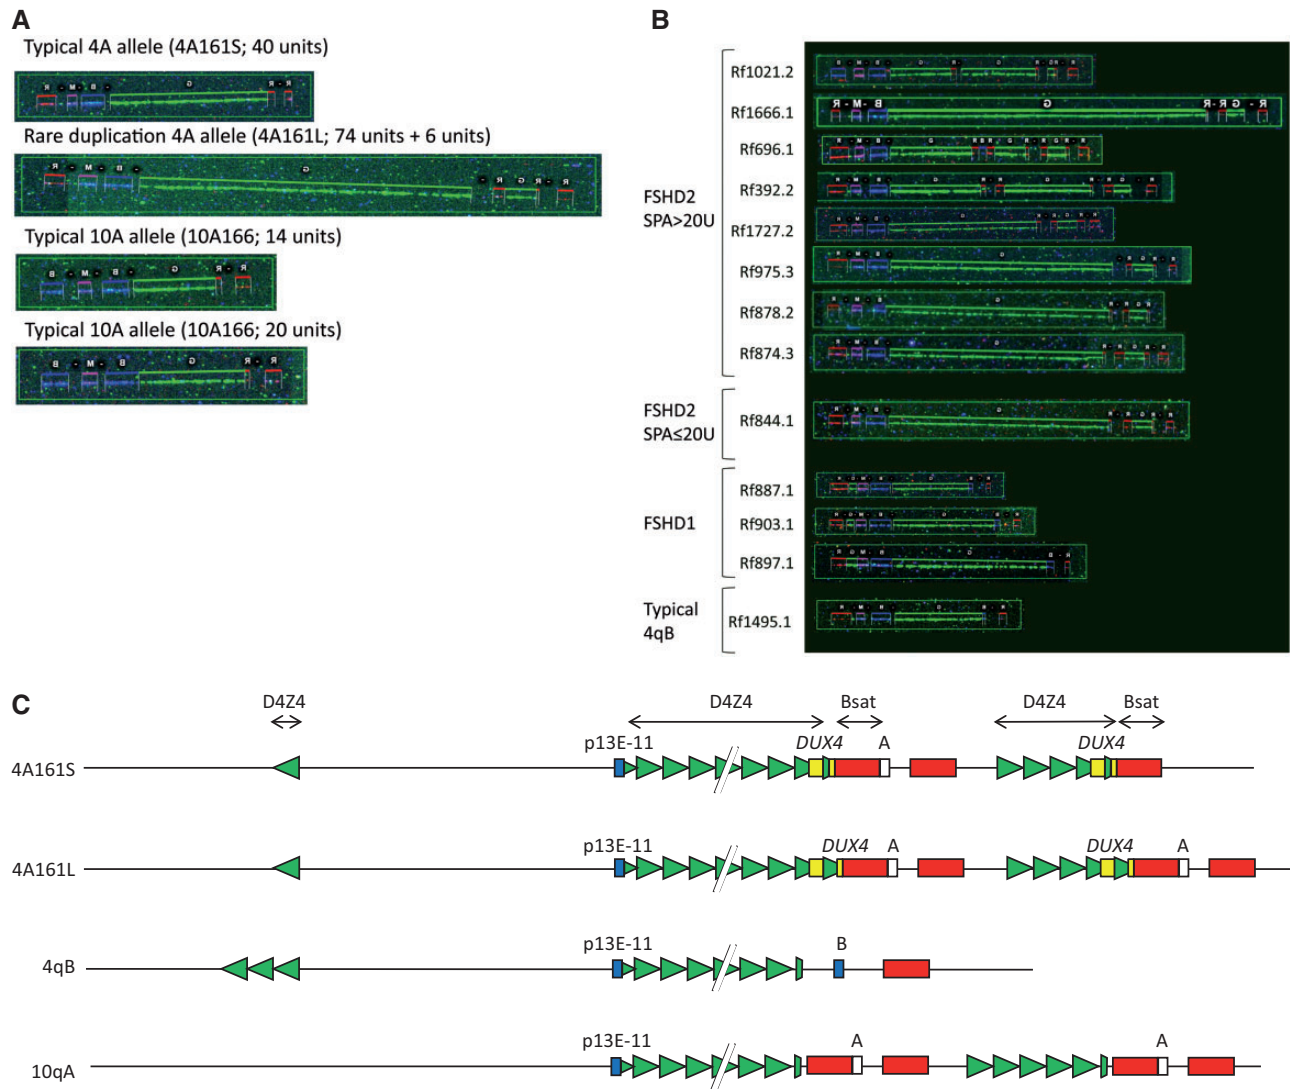 A
Typical 4A allele (4A161S; 40 units)
R - M - B G R - R
Rare duplication 4A allele (4A161L; 74 units + 6 units)
R - M - B - G - R G R - R
Typical 10A allele (10A166; 14 units)
B - M - B - G R - R
Typical 10A allele (10A166; 20 units)
B - M - B G R - R
B
FSHD2
SPA>20U
Rf1021.2
Rf1666.1
R - M - B G R - R G - R
Rf696.1
Rf392.2
Rf1727.2
Rf975.3
Rf878.2
Rf874.3
FSHD2
SPA≤20U
Rf844.1
FSHD1
Rf887.1
Rf903.1
Rf897.1
Typical
4qB
Rf1495.1
C
D4Z4 D4Z4 Bsat D4Z4 Bsat
p13E-11 DUX4 A DUX4
4A161S
p13E-11 DUX4 A DUX4 A
4A161L
p13E-11 B
4qB
p13E-11 A A
10qA